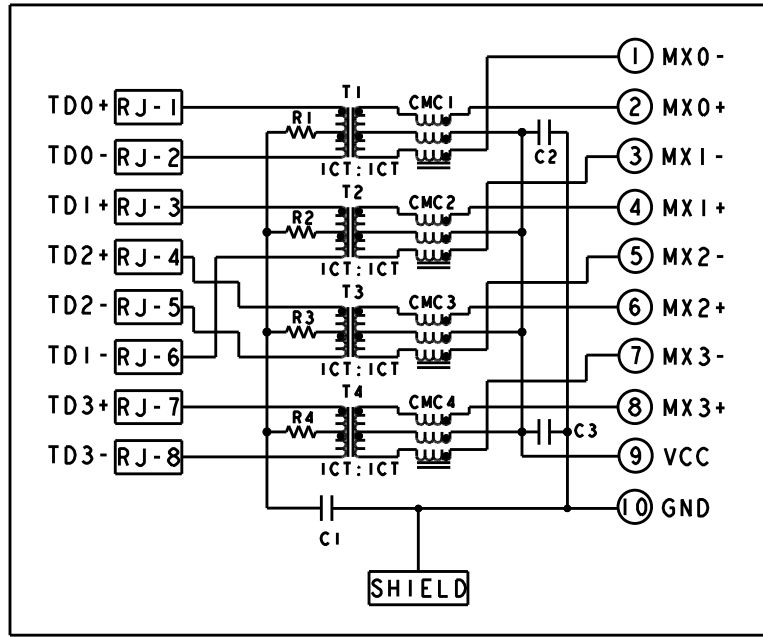 1 MX0-
T1
CMC1
TD0+ RJ-1
2 MX0+
R1
C2
TD0- RJ-2
3 MX1-
1CT:1CT
T2
CMC2
TD1+ RJ-3
4 MX1+
R2
TD2+ RJ-4
5 MX2-
1CT:1CT
T3
CMC3
TD2- RJ-5
6 MX2+
R3
TD1- RJ-6
7 MX3-
1CT:1CT
T4
CMC4
TD3+ RJ-7
8 MX3+
R4
C3
TD3- RJ-8
9 VCC
1CT:1CT
10 GND
C1
SHIELD